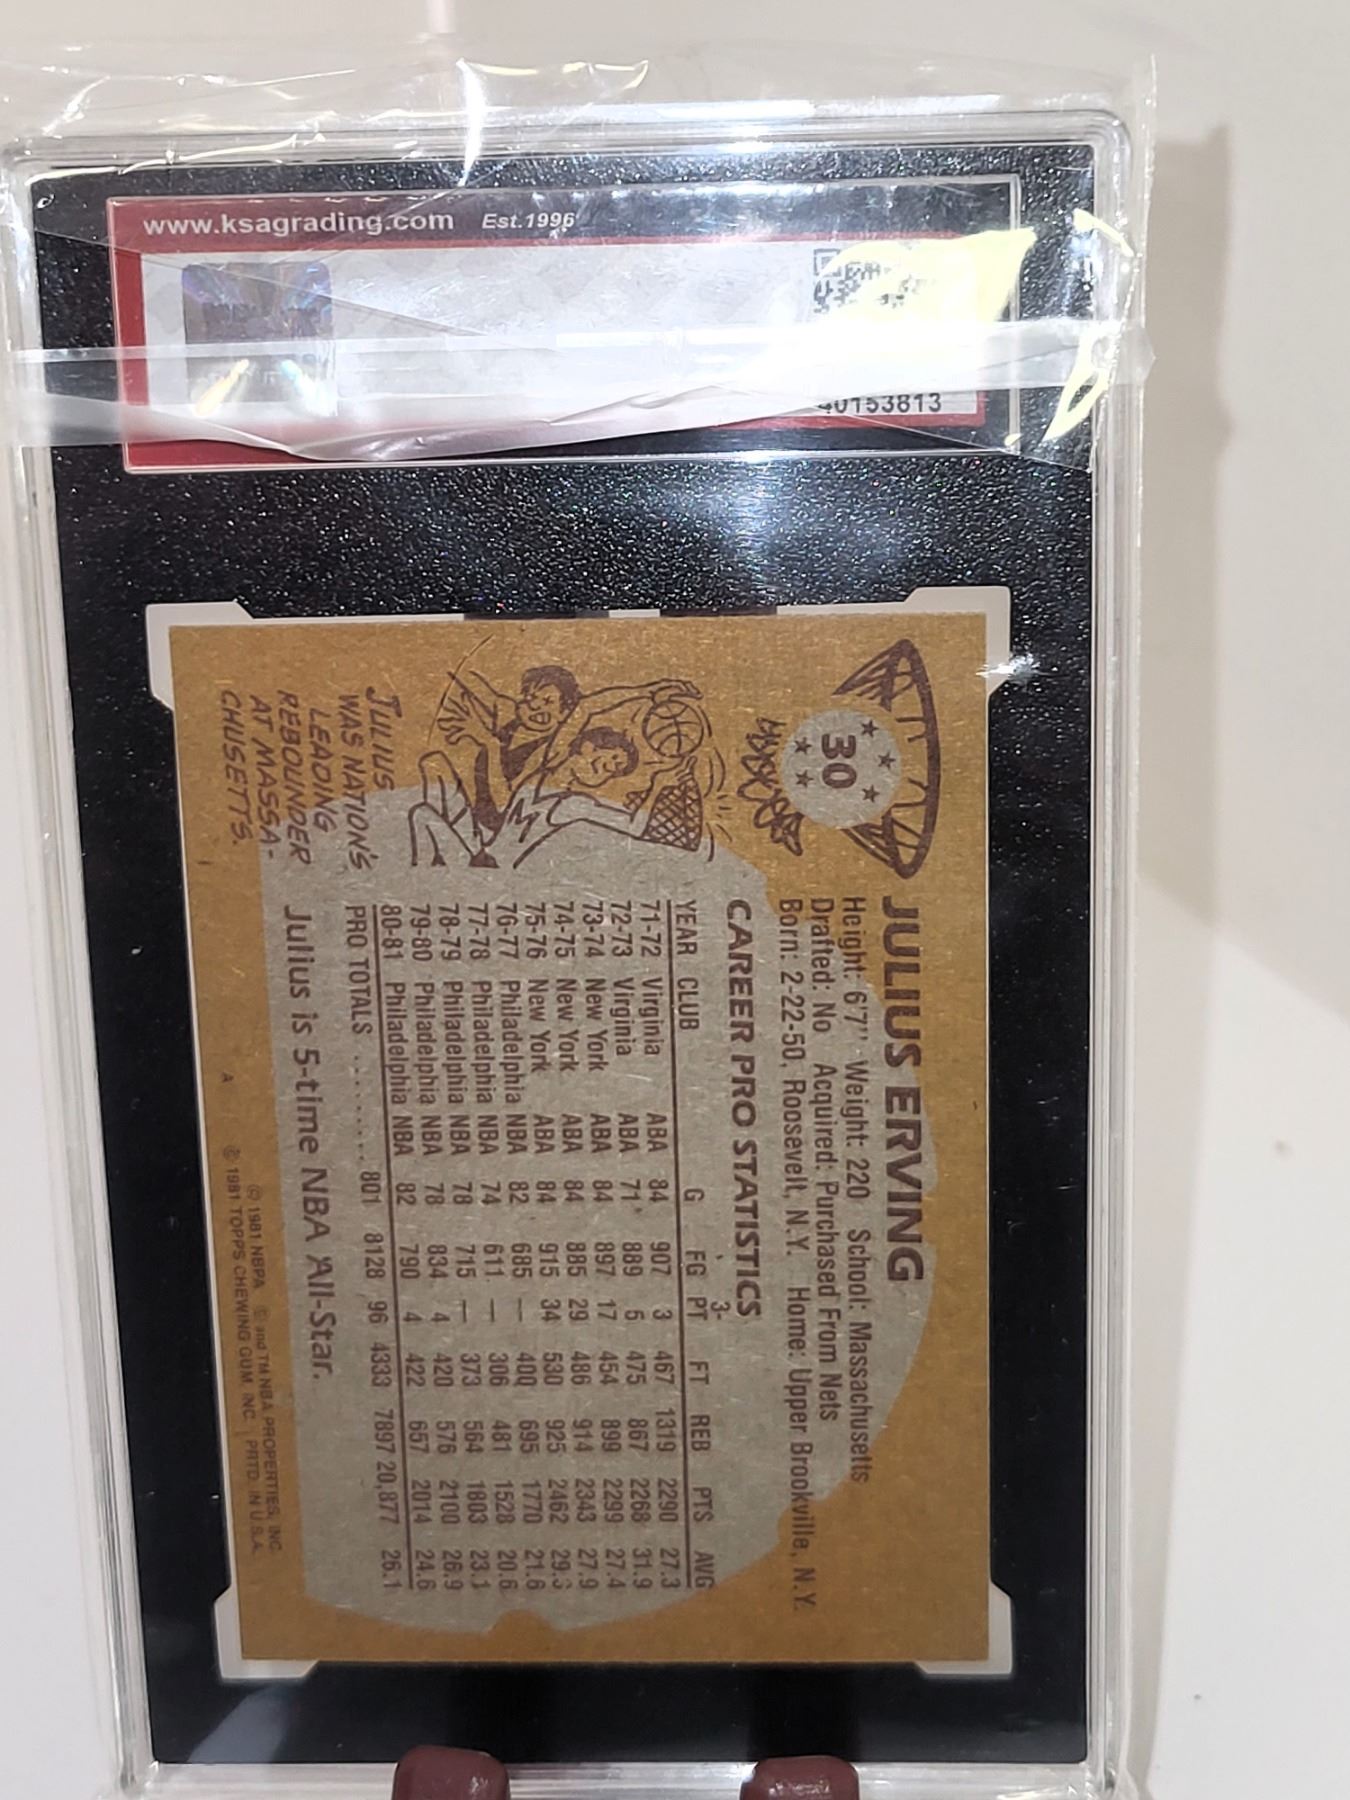 www.ksagrading.com Est.1996
40153813
30
JULIUS ERVING
Height: 6'7" Weight: 220 School: Massachusetts
Drafted: No Acquired: Purchased From Nets
Born: 2-22-50, Roosevelt, N.Y. Home: Upper Brookville, N.Y.
CAREER PRO STATISTICS
3-
YEAR CLUB G FG PT FT REB PTS AVG
71-72 Virginia ABA 84 907 3 467 1319 2290 27.3
72-73 Virginia ABA 71 889 5 475 867 2268 31.9
73-74 New York ABA 84 897 17 454 899 2299 27.4
74-75 New York ABA 84 885 29 486 914 2343 27.9
75-76 New York ABA 84 915 34 530 925 2462 29.3
76-77 Philadelphia NBA 82 685 — 400 695 1770 21.6
77-78 Philadelphia NBA 74 611 — 306 481 1528 20.6
78-79 Philadelphia NBA 78 715 — 373 564 1803 23.1
79-80 Philadelphia NBA 78 834 4 420 576 2100 26.9
80-81 Philadelphia NBA 82 790 4 422 657 2014 24.6
PRO TOTALS ........ 801 8128 96 4333 7897 20,877 26.1
Julius is 5-time NBA All-Star.
JULIUS
WAS NATION'S
LEADING
REBOUNDER
AT MASSA-
CHUSETTS.
© 1981 NBPA © and TM NBA PROPERTIES, INC.
A © 1981 TOPPS CHEWING GUM, INC. PRTD. IN U.S.A.